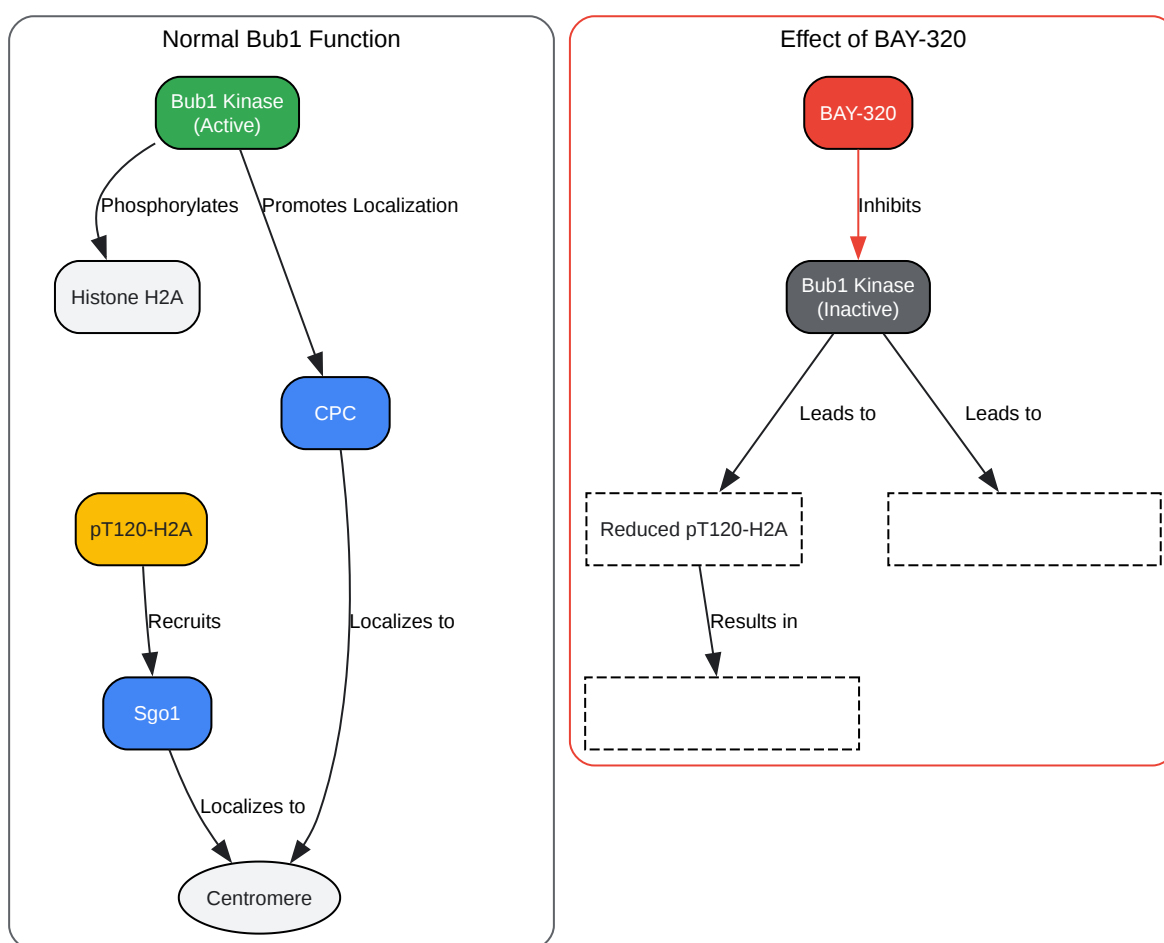 Normal Bub1 Function
Bub1 Kinase
(Active)
Phosphorylates
Promotes Localization
Histone H2A
CPC
pT120-H2A
Recruits
Localizes to
Sgo1
Localizes to
Centromere
Effect of BAY-320
BAY-320
Inhibits
Bub1 Kinase
(Inactive)
Leads to
Leads to
Reduced pT120-H2A
Results in